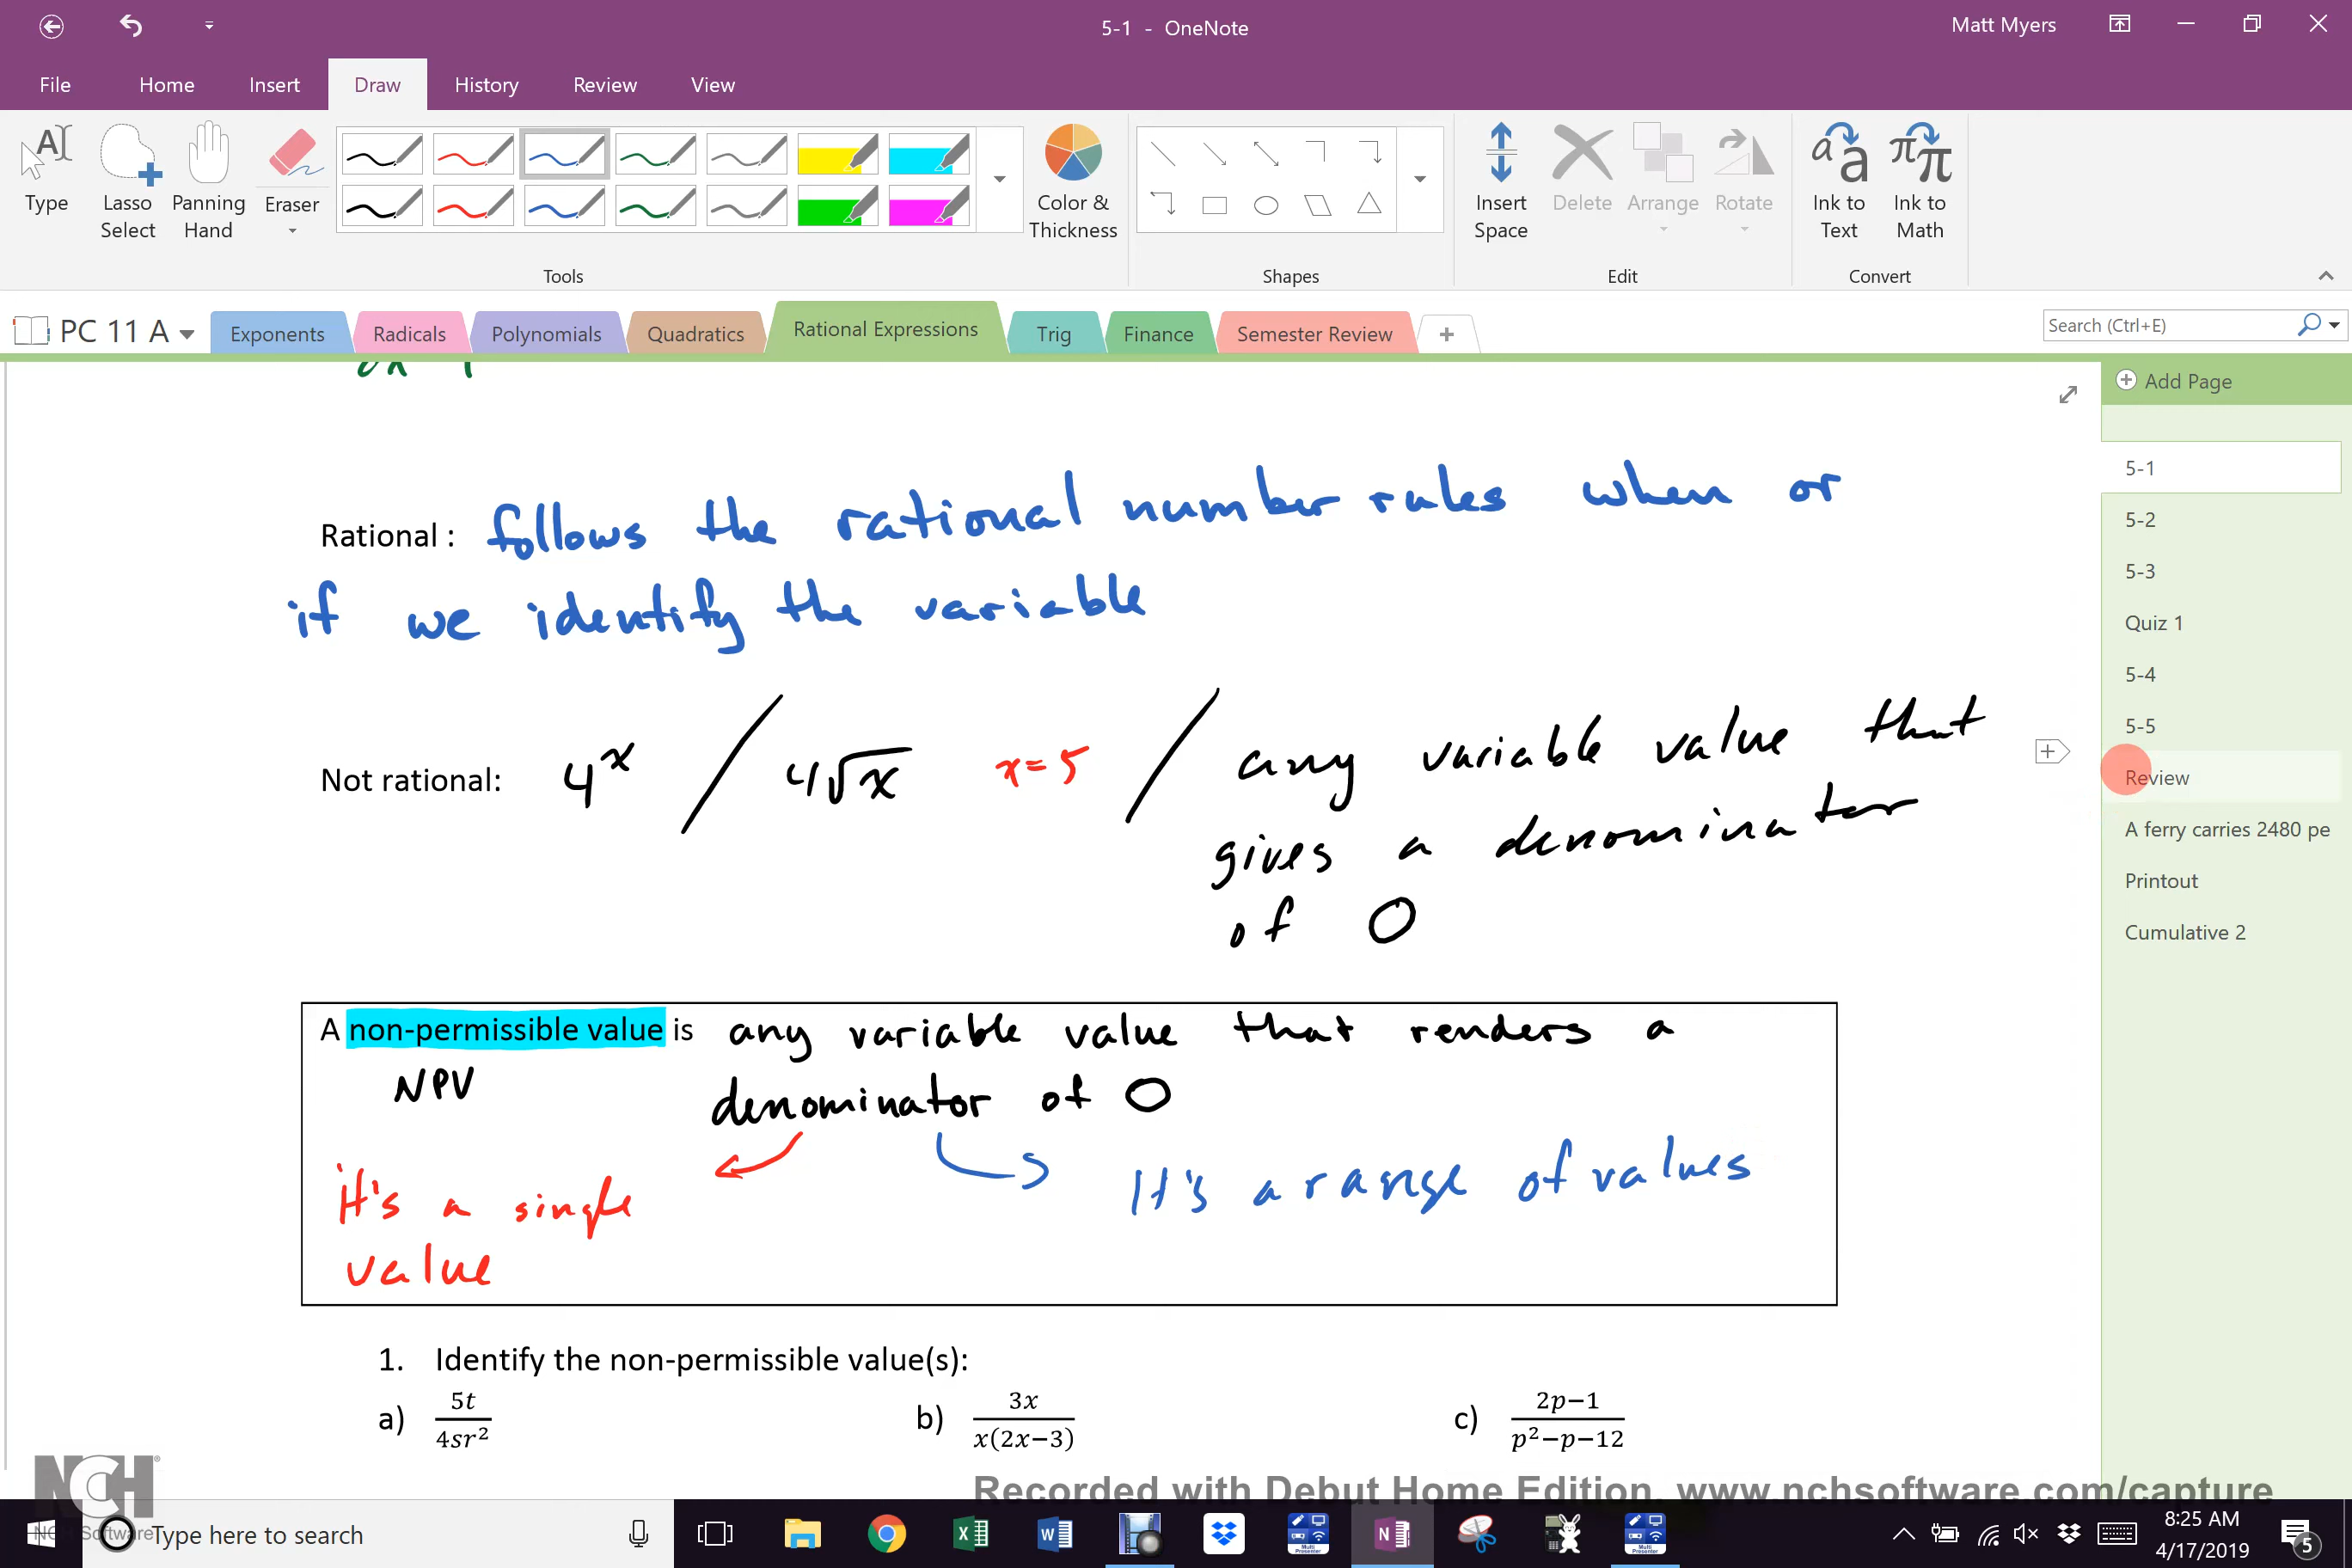 5-1 - OneNote
Matt Myers
File Home Insert Draw History Review View
Type
Lasso Select
Panning Hand
Eraser
Color & Thickness
Insert Space
Delete
Arrange
Rotate
Ink to Text
Ink to Math
Tools
Shapes
Edit
Convert
PC 11 A
Exponents Radicals Polynomials Quadratics Rational Expressions Trig Finance Semester Review
Search (Ctrl+E)
Add Page
5-1
5-2
5-3
Quiz 1
5-4
5-5
Review
A ferry carries 2480 pe
Printout
Cumulative 2
Rational : follows the rational number rules when or
if we identify the variable
Not rational: 4^x / 4√x x=5 / any variable value that
gives a denominator
of 0
A non-permissible value is any variable value that renders a
NPV denominator of 0
it's a single
value
It's a range of values
1. Identify the non-permissible value(s):
a) 5t/4sr² b) 3x/x(2x−3) c) 2p−1/p²−p−12
NCH®
NCH Software
Recorded with Debut Home Edition. www.nchsoftware.com/capture
Type here to search
8:25 AM
4/17/2019
5